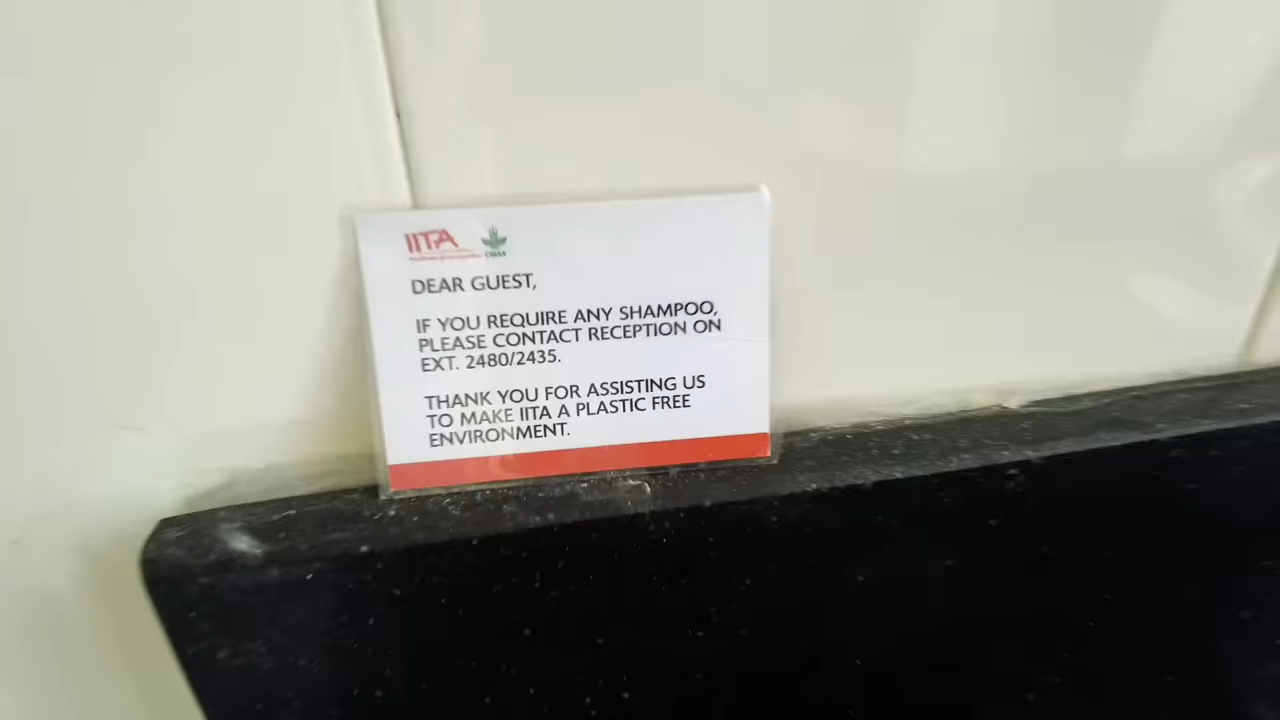 IITA
CGIAR
DEAR GUEST,
IF YOU REQUIRE ANY SHAMPOO,
PLEASE CONTACT RECEPTION ON
EXT. 2480/2435.
THANK YOU FOR ASSISTING US
TO MAKE IITA A PLASTIC FREE
ENVIRONMENT.